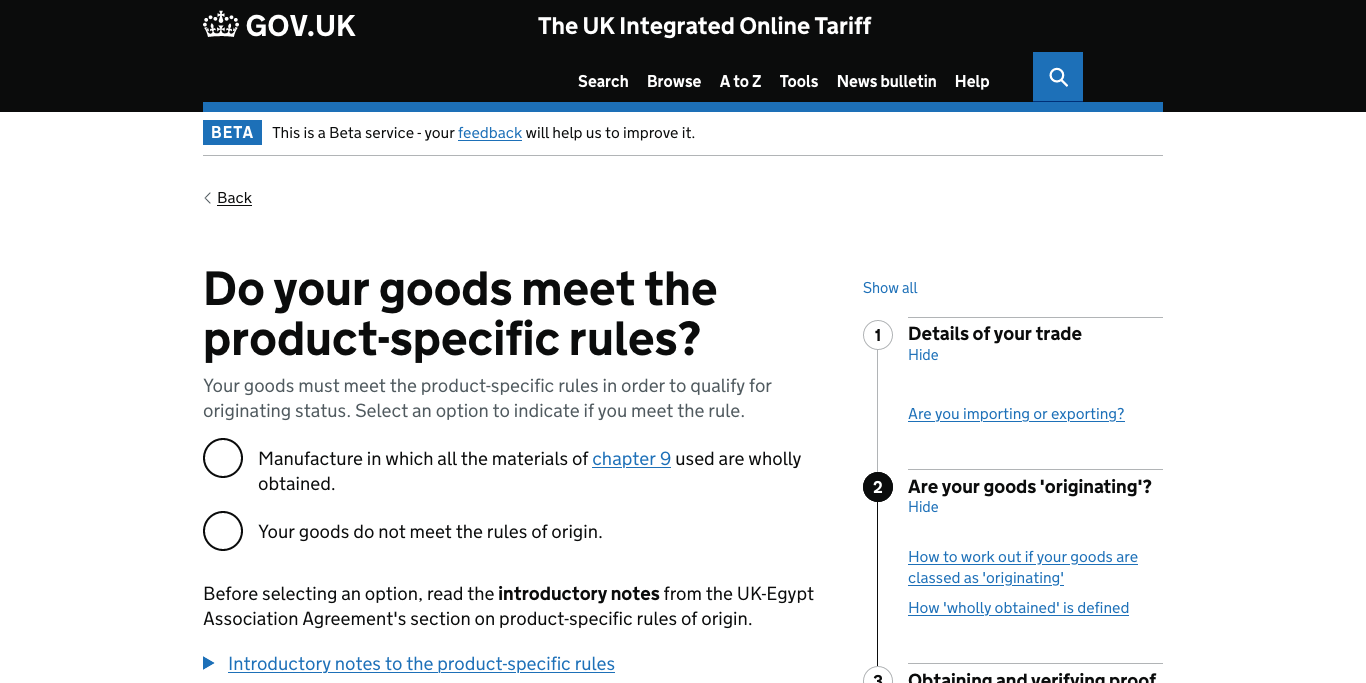 GOV.UK
The UK Integrated Online Tariff
Search Browse A to Z Tools News bulletin Help
BETA This is a Beta service - your feedback will help us to improve it.
Back
Do your goods meet the
product-specific rules?
Your goods must meet the product-specific rules in order to qualify for
originating status. Select an option to indicate if you meet the rule.
Manufacture in which all the materials of chapter 9 used are wholly
obtained.
Your goods do not meet the rules of origin.
Before selecting an option, read the introductory notes from the UK-Egypt
Association Agreement's section on product-specific rules of origin.
Introductory notes to the product-specific rules
Show all
1 Details of your trade
Hide
Are you importing or exporting?
2 Are your goods 'originating'?
Hide
How to work out if your goods are
classed as 'originating'
How 'wholly obtained' is defined
3 Obtaining and verifying proof